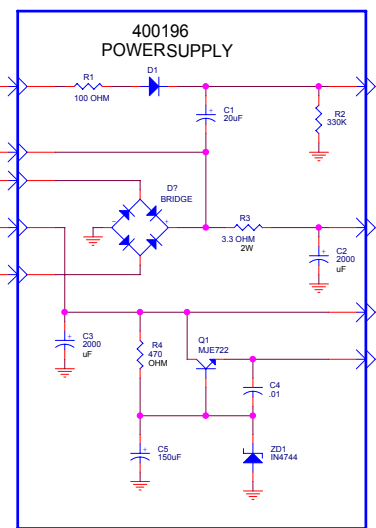 400196
POWERSUPPLY
R1
100 OHM
D1
C1
20uF
R2
330K
D?
BRIDGE
R3
3.3 OHM
2W
C2
2000
uF
C3
2000
uF
R4
470
OHM
Q1
MJE722
C4
.01
C5
150uF
ZD1
IN4744